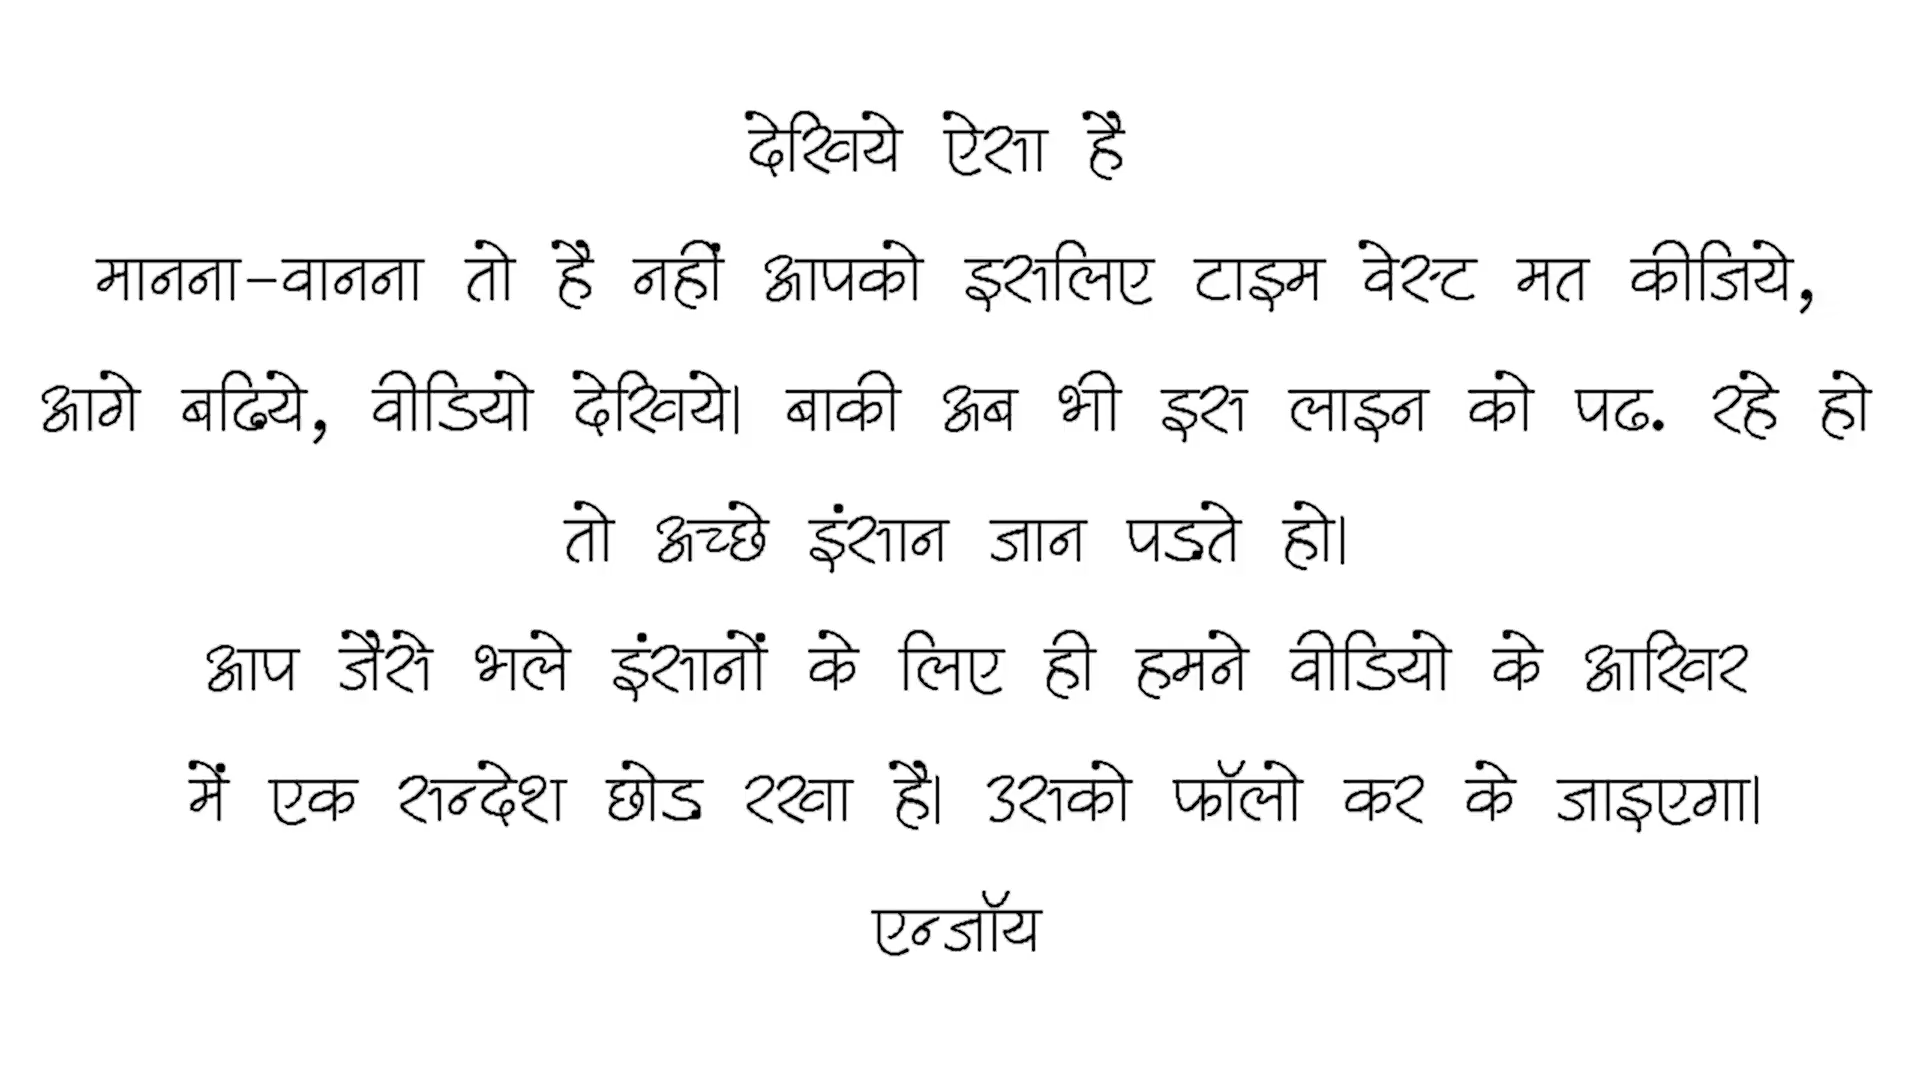 देखिये ऐसा है
मानना-वानना तो है नहीं आपको इसलिए टाइम वेस्ट मत कीजिये,
आगे बढिये, वीडियो देखिये। बाकी अब भी इस लाइन को पढ. रहे हो
तो अच्छे इंसान जान पड़ते हो।
आप जैसे भले इंसानों के लिए ही हमने वीडियो के आखिर
में एक सन्देश छोड़ रखा है। उसको फॉलो कर के जाइएगा।
एन्जॉय